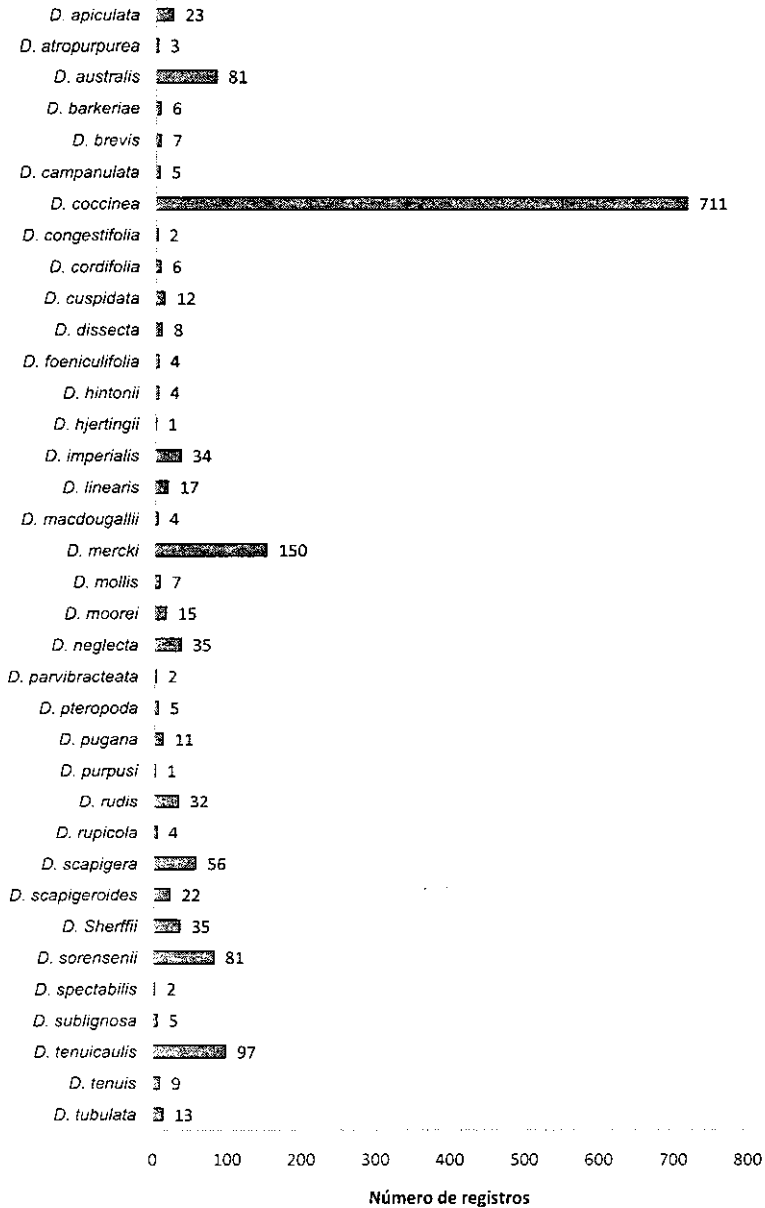 D. apiculata 23
D. atropurpurea 3
D. australis 81
D. barkeriae 6
D. brevis 7
D. campanulata 5
D. coccinea 711
D. congestifolia 2
D. cordifolia 6
D. cuspidata 12
D. dissecta 8
D. foeniculifolia 4
D. hintonii 4
D. hjertingii 1
D. imperialis 34
D. linearis 17
D. macdougallii 4
D. mercki 150
D. mollis 7
D. moorei 15
D. neglecta 35
D. parvibracteata 2
D. pteropoda 5
D. pugana 11
D. purpusi 1
D. rudis 32
D. rupicola 4
D. scapigera 56
D. scapigeroides 22
D. Sherffii 35
D. sorensenii 81
D. spectabilis 2
D. sublignosa 5
D. tenuicaulis 97
D. tenuis 9
D. tubulata 13
0 100 200 300 400 500 600 700 800
Número de registros